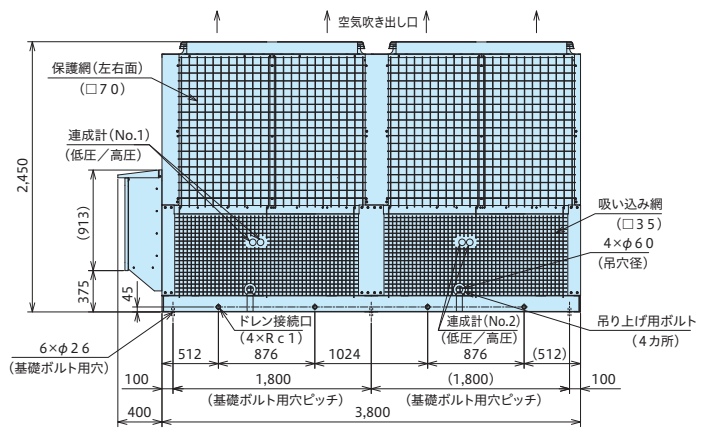 空気吹き出し口
保護網(左右面)
(□70)
連成計(No.1)
(低圧/高圧)
2,450
(913)
375
45
吸い込み網
(□35)
4×φ60
(吊穴径)
ドレン接続口
(4×Rc1)
連成計(No.2)
(低圧/高圧)
吊り上げ用ボルト
(4カ所)
6×φ26
(基礎ボルト用穴)
512
876
1024
876
(512)
100
1,800
(1,800)
100
(基礎ボルト用穴ピッチ)
(基礎ボルト用穴ピッチ)
400
3,800